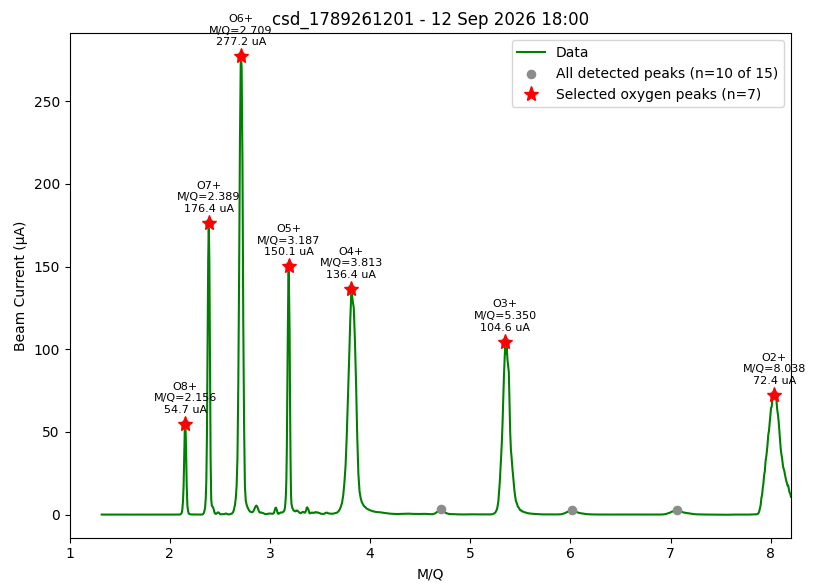 csd_1789261201 - 12 Sep 2026 18:00
O6+
M/Q=2.709
277.2 uA
Data
All detected peaks (n=10 of 15)
Selected oxygen peaks (n=7)
O7+
M/Q=2.389
176.4 uA
O5+
M/Q=3.187
150.1 uA
O4+
M/Q=3.813
136.4 uA
O3+
M/Q=5.350
104.6 uA
O2+
M/Q=8.038
72.4 uA
O8+
M/Q=2.156
54.7 uA
Beam Current (µA)
250
200
150
100
50
0
1 2 3 4 5 6 7 8
M/Q